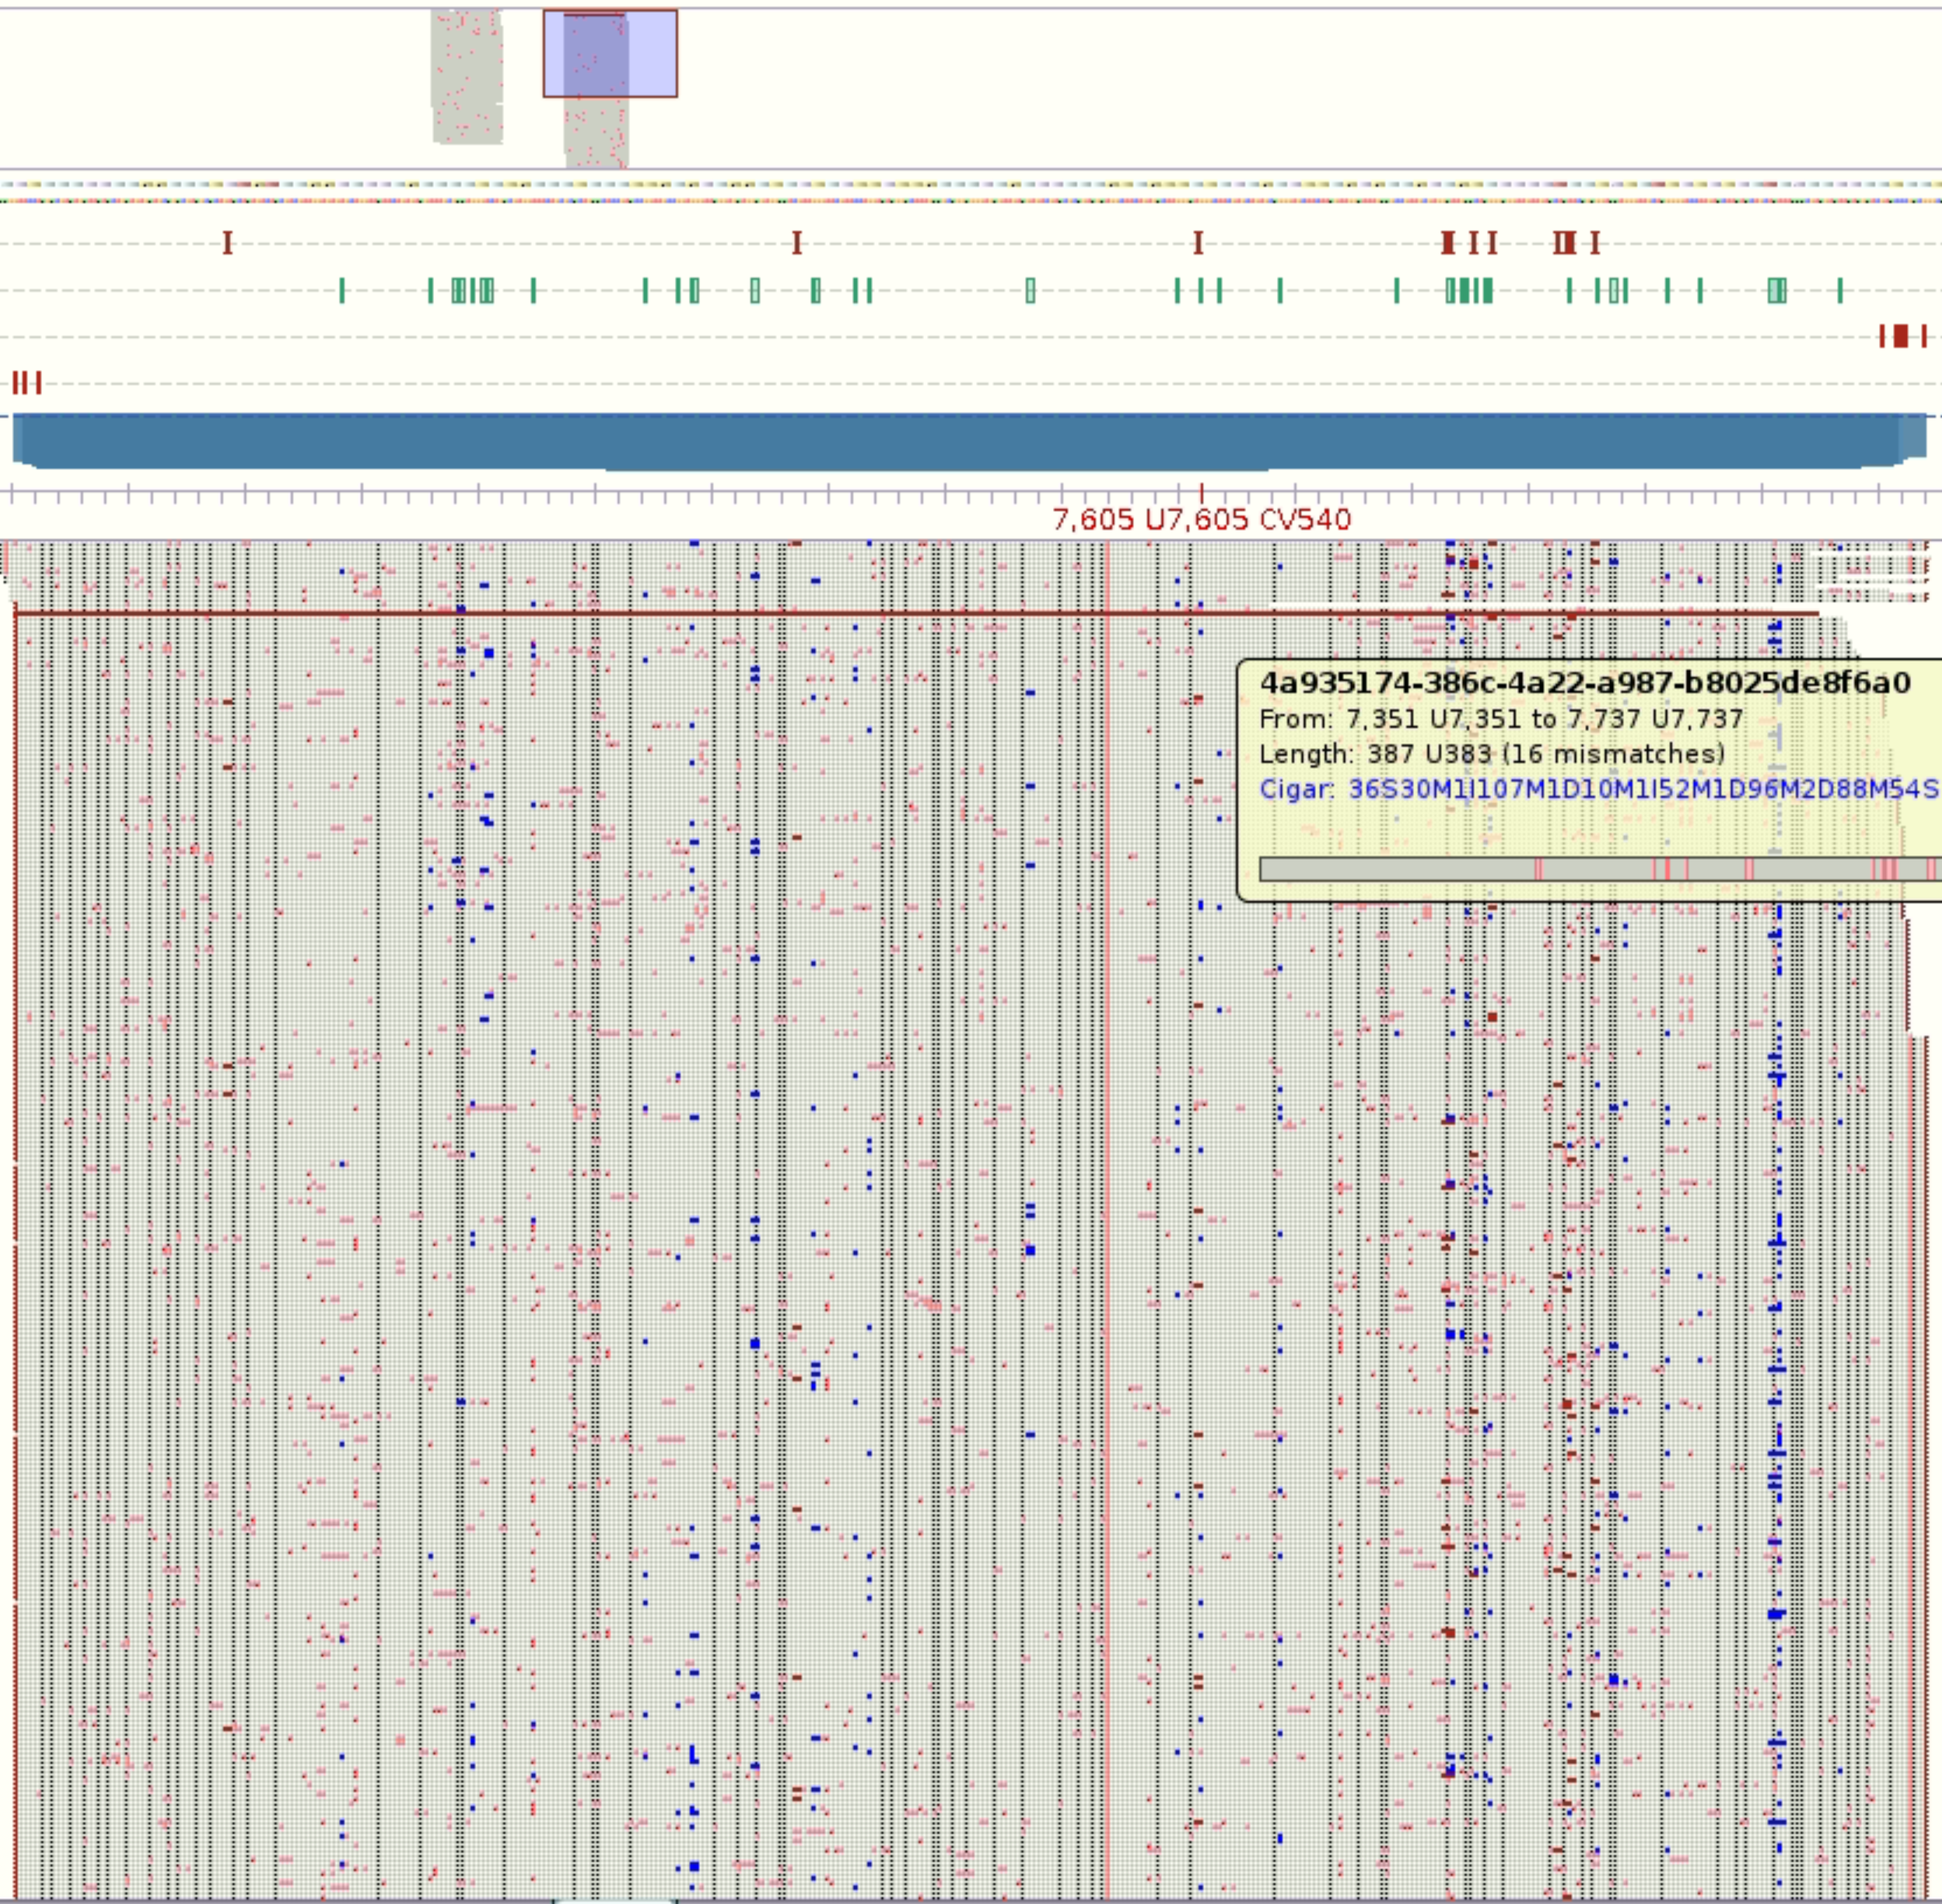 7,605 U7,605 CV540
4a935174-386c-4a22-a987-b8025de8f6a0
From: 7,351 U7,351 to 7,737 U7,737
Length: 387 U383 (16 mismatches)
Cigar: 36S30M1I107M1D10M1I52M1D96M2D88M54S